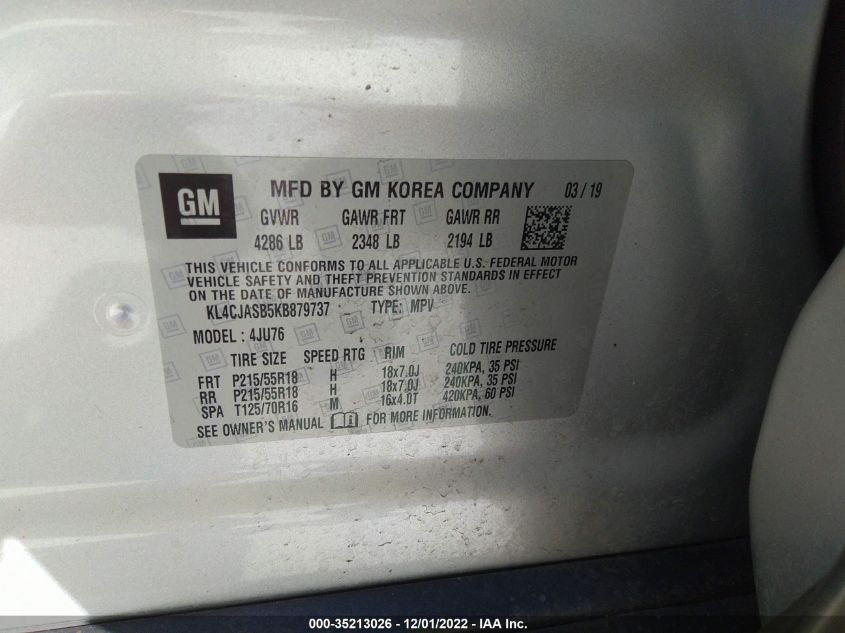 GM MFD BY GM KOREA COMPANY 03/19
GVWR GAWR FRT GAWR RR
4286 LB 2348 LB 2194 LB
THIS VEHICLE CONFORMS TO ALL APPLICABLE U.S. FEDERAL MOTOR
VEHICLE SAFETY AND THEFT PREVENTION STANDARDS IN EFFECT
ON THE DATE OF MANUFACTURE SHOWN ABOVE.
KL4CJASB5KB879737 TYPE: MPV
MODEL: 4JU76
TIRE SIZE SPEED RTG RIM COLD TIRE PRESSURE
FRT P215/55R18 H 18x7.0J 240KPA, 35 PSI
RR P215/55R18 H 18x7.0J 240KPA, 35 PSI
SPA T125/70R16 M 16x4.0T 420KPA, 60 PSI
SEE OWNER'S MANUAL FOR MORE INFORMATION.
000-35213026 - 12/01/2022 - IAA Inc.